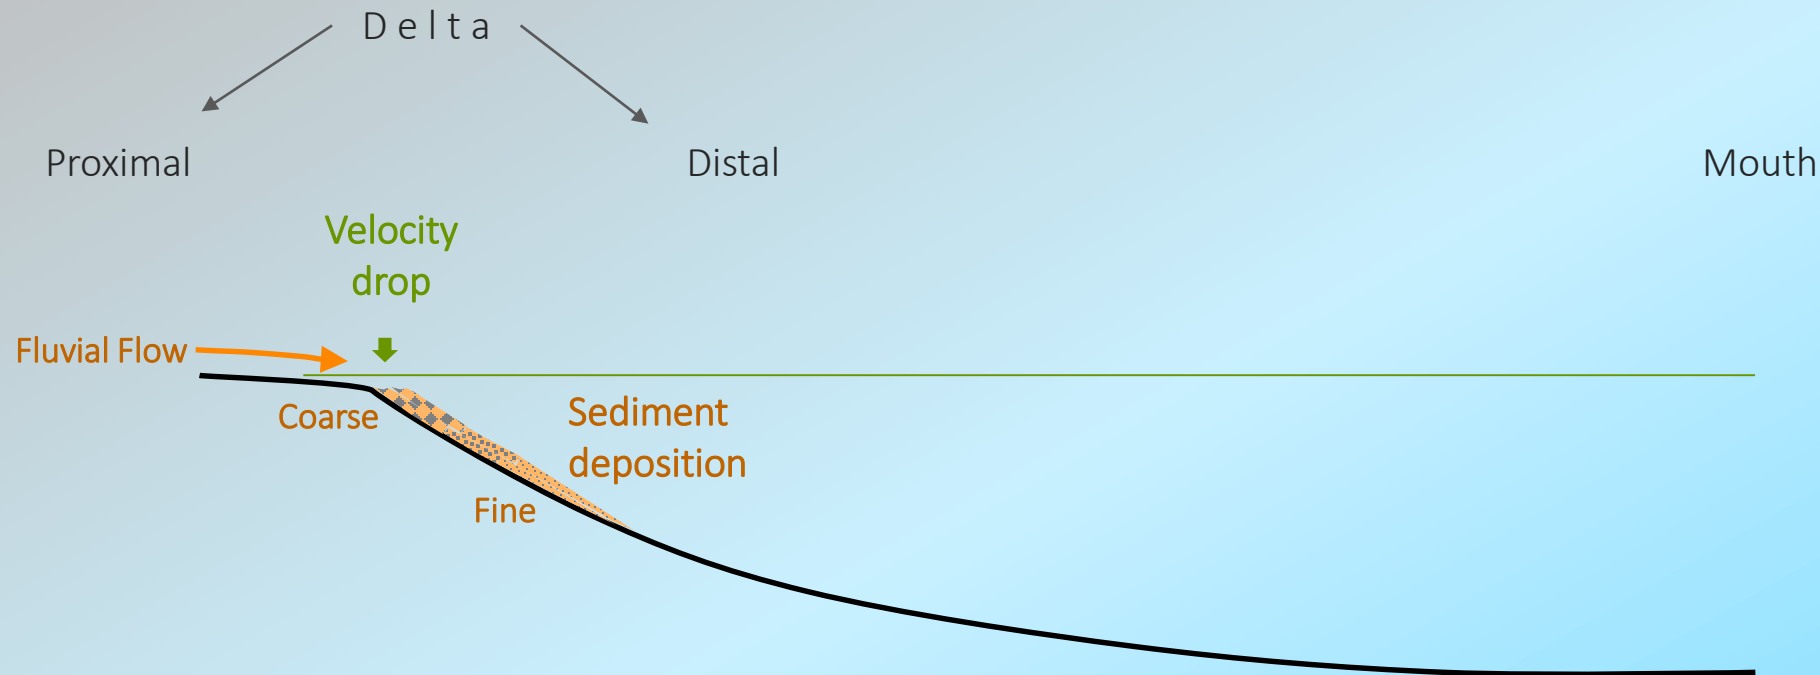 D e l t a
Proximal
Distal
Mouth
Velocity
drop
Fluvial Flow
Coarse
Sediment
deposition
Fine